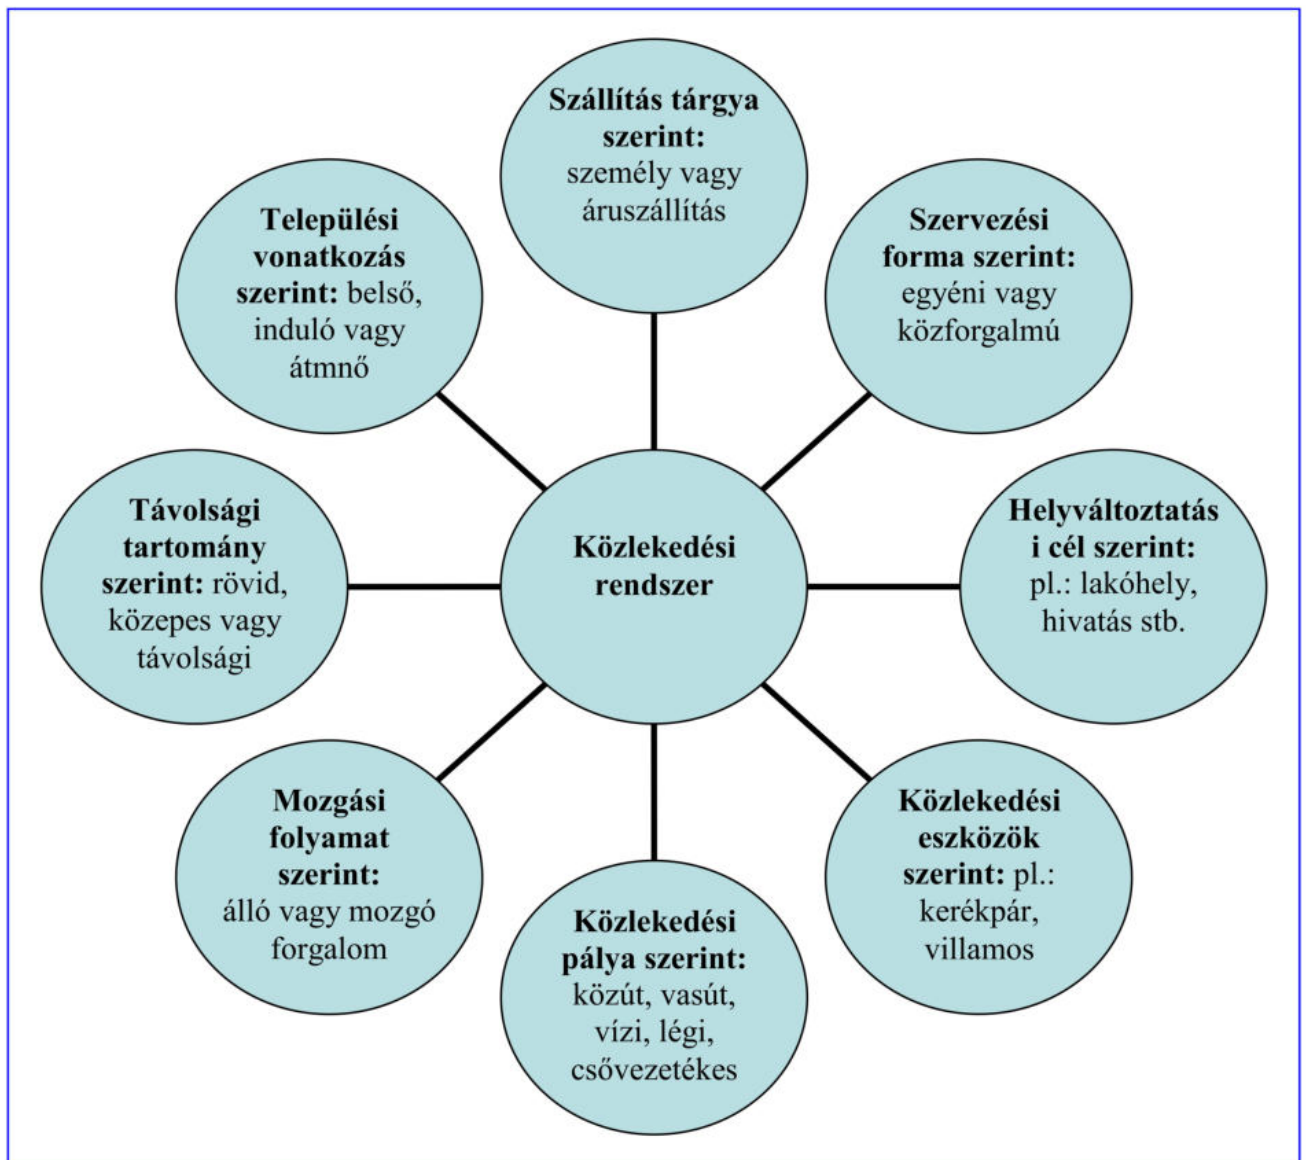 Szállítás tárgya
szerint:
személy vagy
áruszállítás
Szervezési
forma szerint:
egyéni vagy
közforgalmú
Helyváltoztatás
i cél szerint:
pl.: lakóhely,
hivatás stb.
Közlekedési
eszközök
szerint: pl.:
kerékpár,
villamos
Közlekedési
pálya szerint:
közút, vasút,
vízi, légi,
csővezetékes
Mozgási
folyamat
szerint:
álló vagy mozgó
forgalom
Távolsági
tartomány
szerint: rövid,
közepes vagy
távolsági
Települési
vonatkozás
szerint: belső,
induló vagy
átmnő
Közlekedési
rendszer